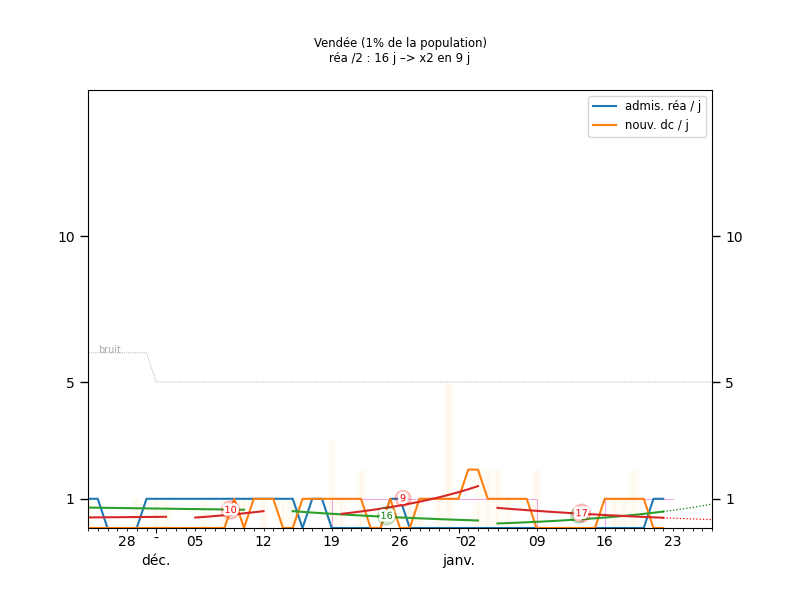 Vendée (1% de la population)
réa /2 : 16 j –> x2 en 9 j
admis. réa / j
nouv. dc / j
10 10
bruit
5 5
9
1 1
10 16 17
28 - 05 12 19 26 02 09 16 23
déc. janv.